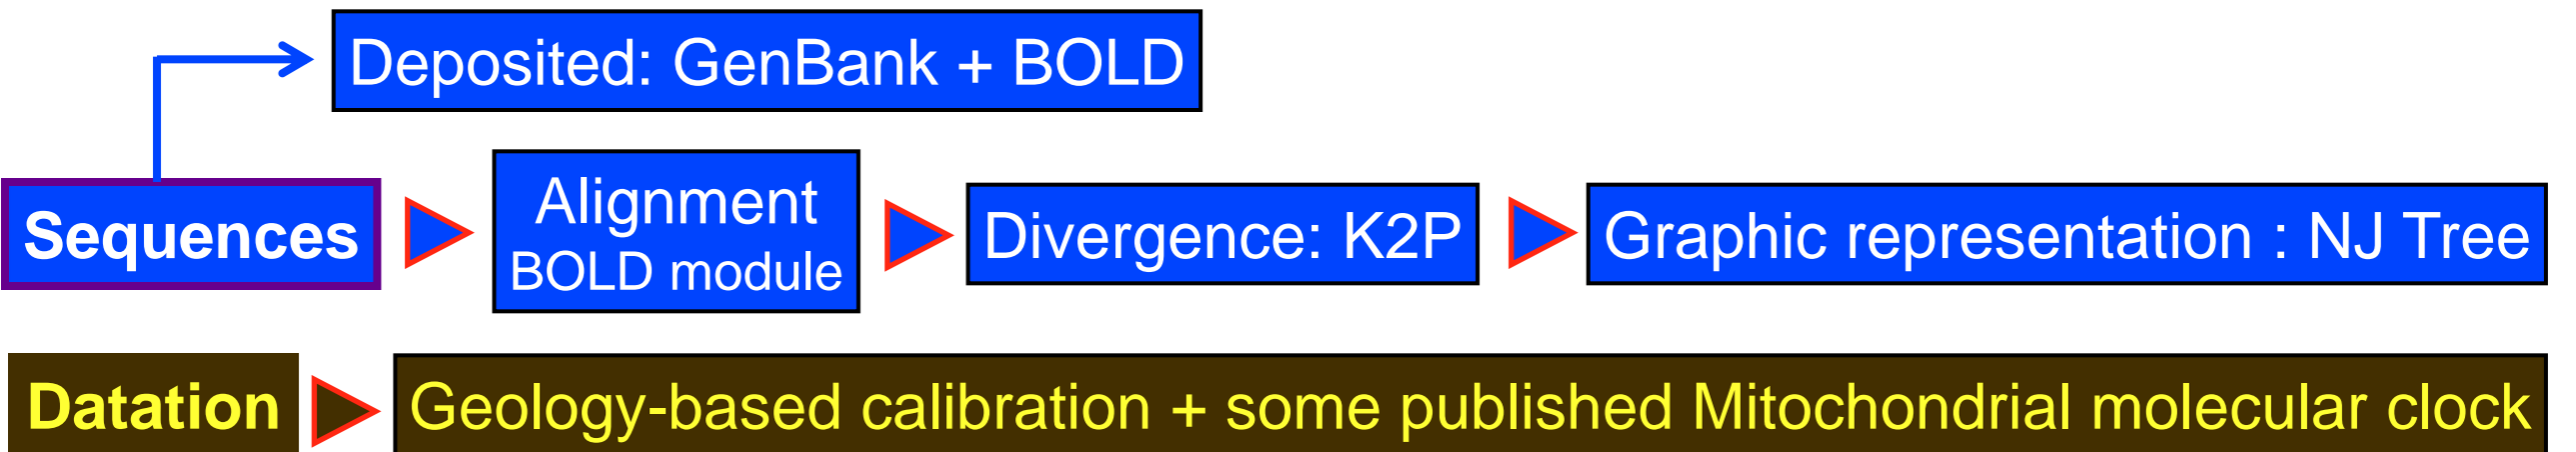 Deposited: GenBank + BOLD
Sequences
Alignment
BOLD module
Divergence: K2P
Graphic representation : NJ Tree
Datation
Geology-based calibration + some published Mitochondrial molecular clock